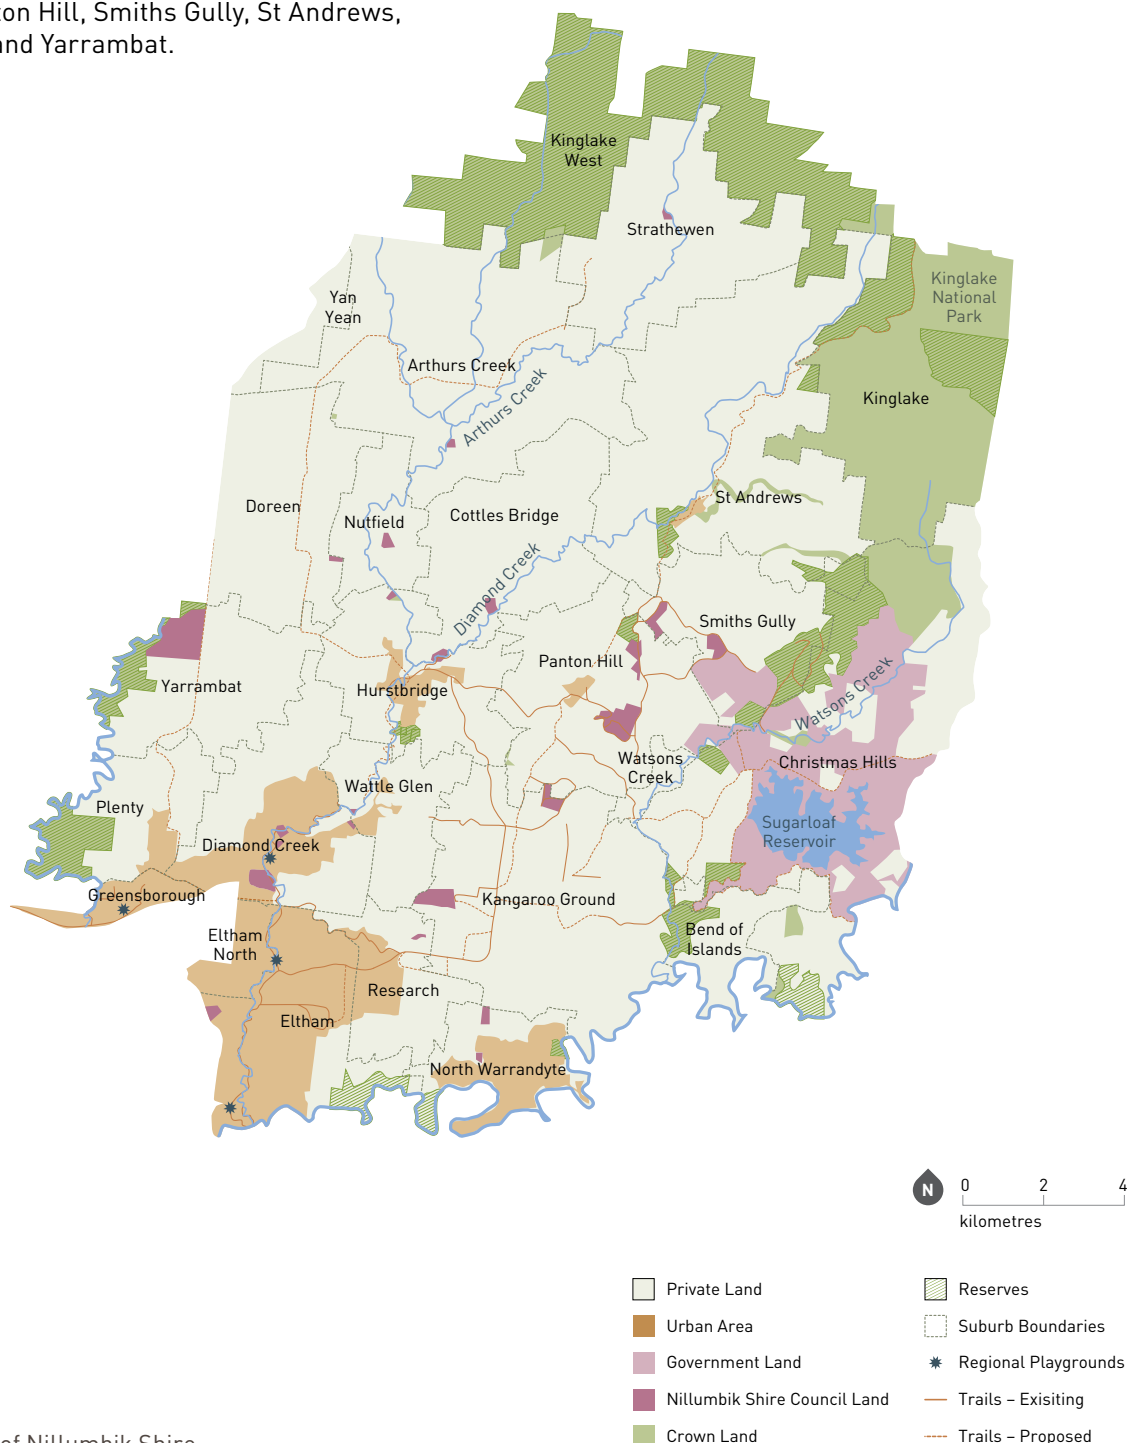 ton Hill, Smiths Gully, St Andrews,
and Yarrambat.
Kinglake
West
Strathewen
Kinglake
National
Park
Yan
Yean
Arthurs Creek
Arthurs Creek
Kinglake
St Andrews
Doreen
Nutfield
Cottles Bridge
Diamond Creek
Smiths Gully
Panton Hill
Yarrambat
Hurstbridge
Watsons Creek
Watsons
Creek
Christmas Hills
Wattle Glen
Plenty
Sugarloaf
Reservoir
Diamond Creek
Greensborough
Kangaroo Ground
Eltham
North
Bend of
Islands
Research
Eltham
North Warrandyte
N
0 2 4
kilometres
Private Land
Urban Area
Government Land
Nillumbik Shire Council Land
Crown Land
Reserves
Suburb Boundaries
Regional Playgrounds
Trails – Exisiting
Trails – Proposed
of Nillumbik Shire